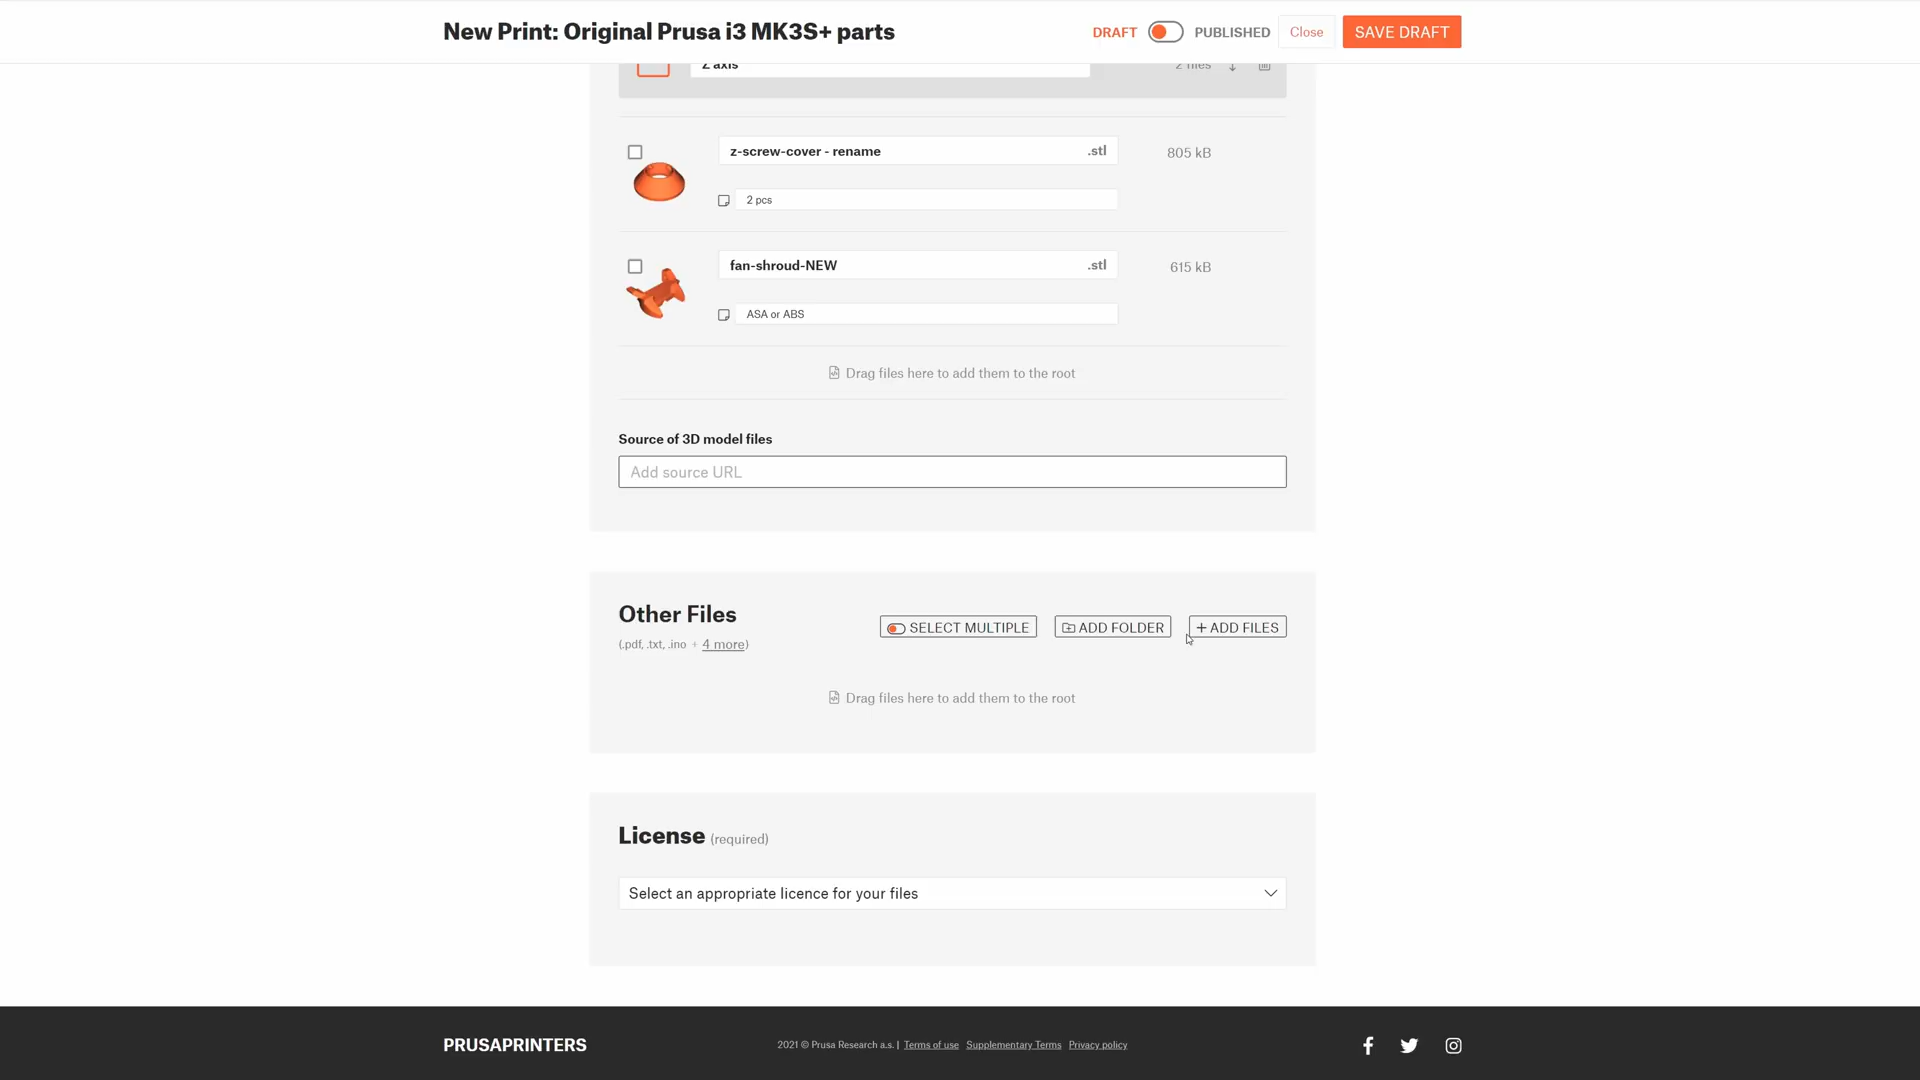 New Print: Original Prusa i3 MK3S+ parts
DRAFT PUBLISHED Close SAVE DRAFT
Z axis 2 files
z-screw-cover - rename .stl 805 kB
2 pcs
fan-shroud-NEW .stl 615 kB
ASA or ABS
Drag files here to add them to the root
Source of 3D model files
Add source URL
Other Files
SELECT MULTIPLE ADD FOLDER + ADD FILES
(.pdf, .txt, .ino + 4 more)
Drag files here to add them to the root
License (required)
Select an appropriate licence for your files
PRUSAPRINTERS 2021 © Prusa Research a.s. | Terms of use Supplementary Terms Privacy policy